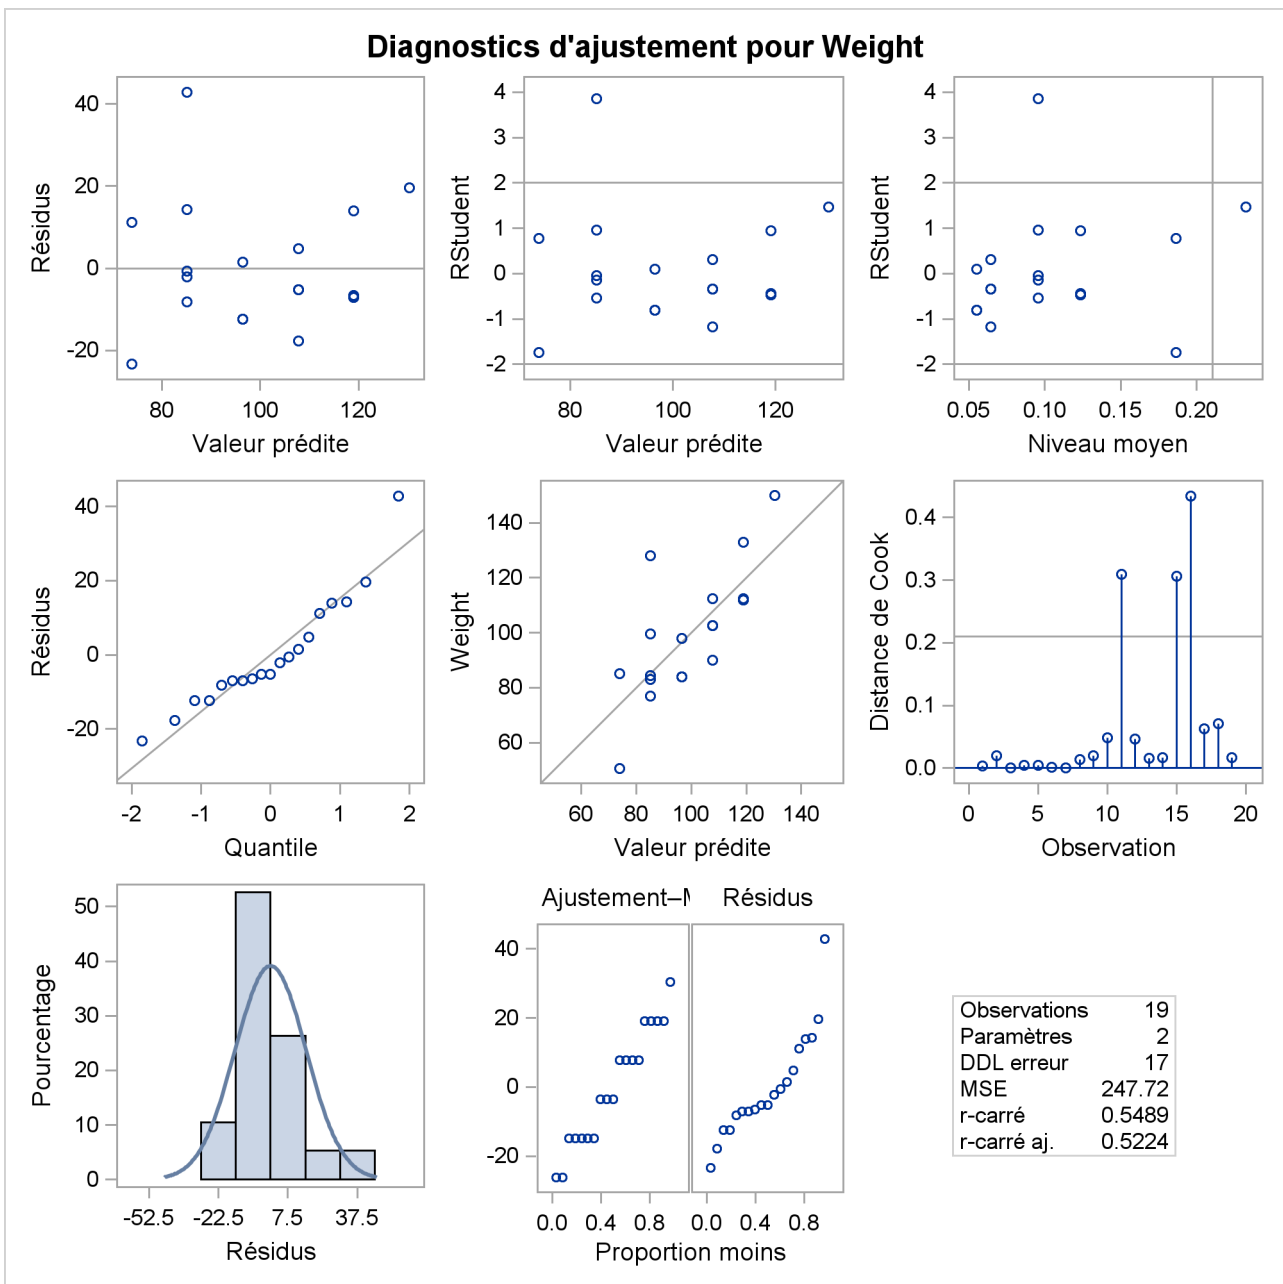 Diagnostics d'ajustement pour Weight
40
20
0
-20
Résidus
80 100 120
Valeur prédite
4
3
2
1
0
-1
-2
RStudent
80 100 120
Valeur prédite
4
3
2
1
0
-1
-2
RStudent
0.05 0.10 0.15 0.20
Niveau moyen
40
20
0
-20
Résidus
-2 -1 0 1 2
Quantile
140
120
100
80
60
Weight
60 80 100 120 140
Valeur prédite
0.4
0.3
0.2
0.1
0.0
Distance de Cook
0 5 10 15 20
Observation
50
40
30
20
10
0
Pourcentage
-52.5 -22.5 7.5 37.5
Résidus
Ajustement–M Résidus
40
20
0
-20
0.0 0.4 0.8 0.0 0.4 0.8
Proportion moins
Observations 19
Paramètres 2
DDL erreur 17
MSE 247.72
r-carré 0.5489
r-carré aj. 0.5224